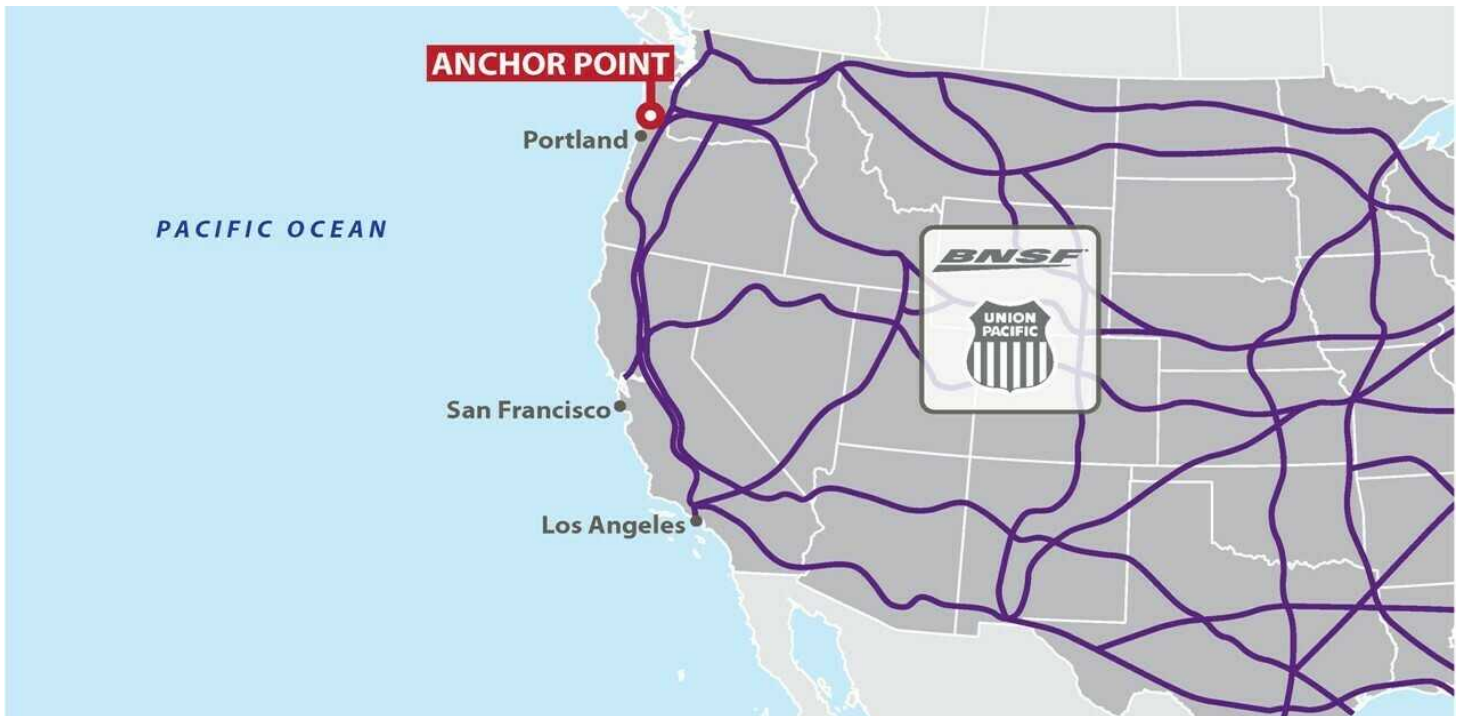 ANCHOR POINT
Portland
PACIFIC OCEAN
BNSF
UNION
PACIFIC
San Francisco
Los Angeles